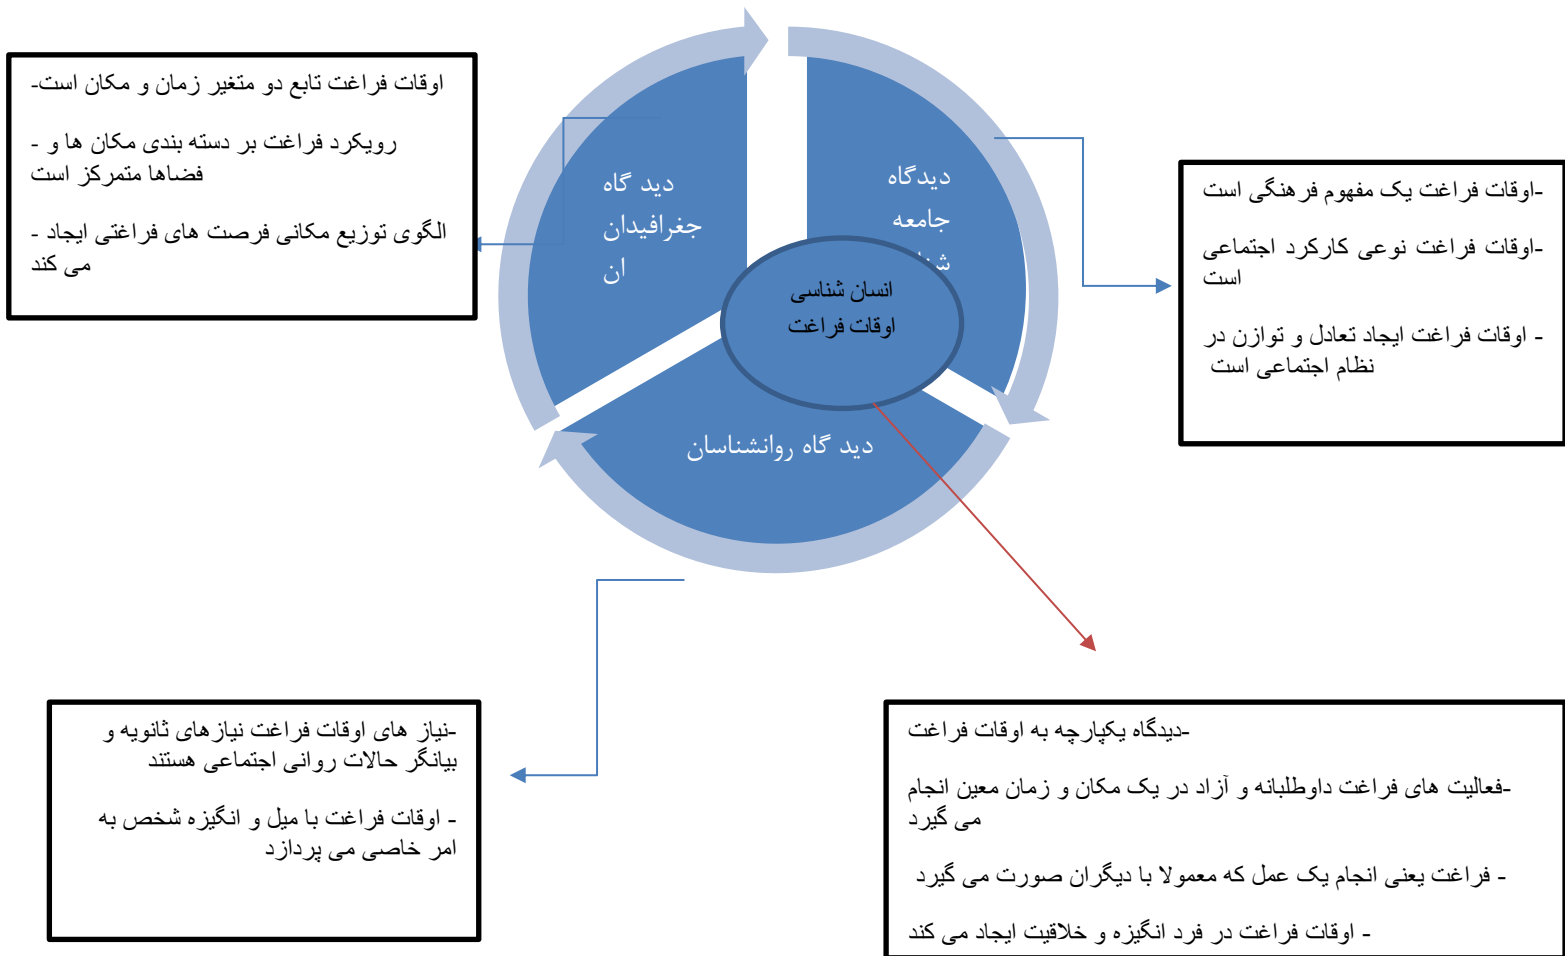 اوقات فراغت تابع دو متغیر زمان و مکان است-
رویکرد فراغت بر دسته بندی مکان ها و -
فضاها متمرکز است
الگوی توزیع مکانی فرصت های فراغتی ایجاد -
می کند
دید گاه
جغرافیدان
ان
دیدگاه
جامعه
انسان شناسی
اوقات فراغت
دید گاه روانشناسان
-اوقات فراغت یک مفهوم فرهنگی است
-اوقات فراغت نوعی کارکرد اجتماعی
است
- اوقات فراغت ایجاد تعادل و توازن در
نظام اجتماعی است
-نیاز های اوقات فراغت نیازهای ثانویه و
بیانگر حالات روانی اجتماعی هستند
- اوقات فراغت با میل و انگیزه شخص به
امر خاصی می پردازد
-دیدگاه یکپارچه به اوقات فراغت
-فعالیت های فراغت داوطلبانه و آزاد در یک مکان و زمان معین انجام
می گیرد
- فراغت یعنی انجام یک عمل که معمولا با دیگران صورت می گیرد
- اوقات فراغت در فرد انگیزه و خلاقیت ایجاد می کند